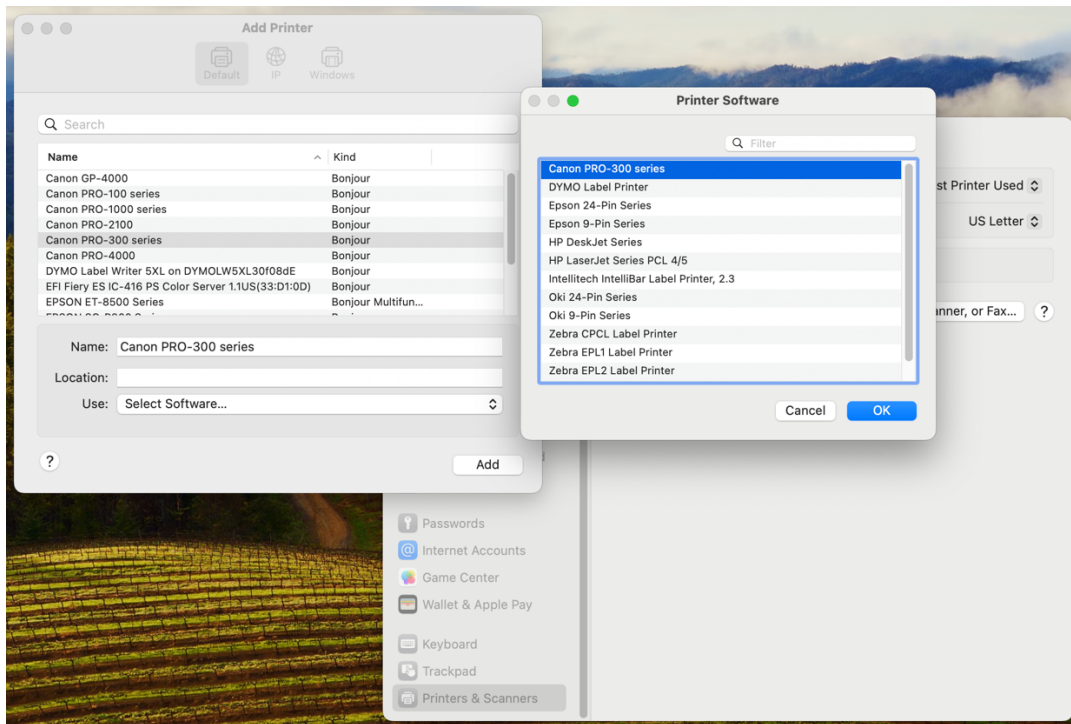 Add Printer
Default
IP
Windows
Search
Name
Kind
Canon GP-4000 Bonjour
Canon PRO-100 series Bonjour
Canon PRO-1000 series Bonjour
Canon PRO-2100 Bonjour
Canon PRO-300 series Bonjour
Canon PRO-4000 Bonjour
DYMO Label Writer 5XL on DYMOLW5XL30f08dE Bonjour
EFI Fiery ES IC-416 PS Color Server 1.1US(33:D1:0D) Bonjour
EPSON ET-8500 Series Bonjour Multifun...
Name: Canon PRO-300 series
Location:
Use: Select Software...
?
Add
Printer Software
Filter
Canon PRO-300 series
DYMO Label Printer
Epson 24-Pin Series
Epson 9-Pin Series
HP DeskJet Series
HP LaserJet Series PCL 4/5
Intellitech IntelliBar Label Printer, 2.3
Oki 24-Pin Series
Oki 9-Pin Series
Zebra CPCL Label Printer
Zebra EPL1 Label Printer
Zebra EPL2 Label Printer
Cancel
OK
st Printer Used
US Letter
nner, or Fax...
?
Passwords
Internet Accounts
Game Center
Wallet & Apple Pay
Keyboard
Trackpad
Printers & Scanners